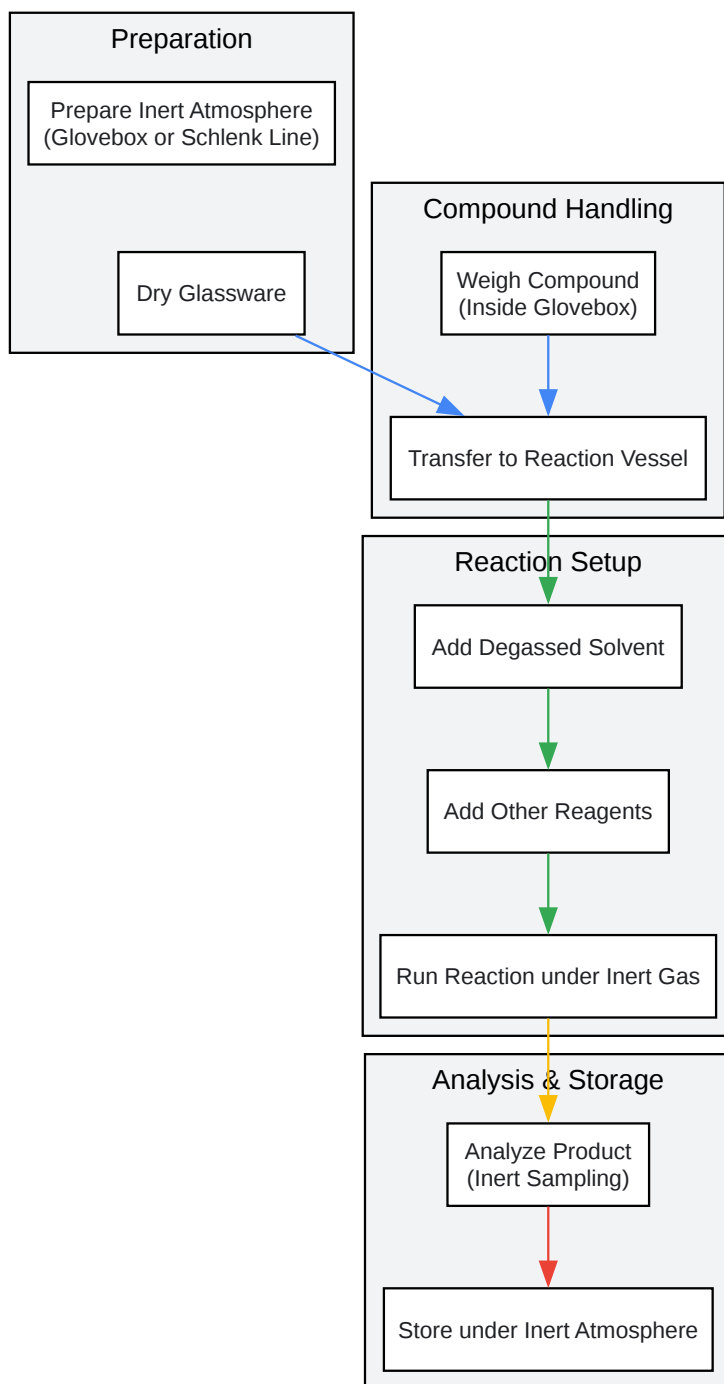 Preparation
Prepare Inert Atmosphere
(Glovebox or Schlenk Line)
Dry Glassware
Compound Handling
Weigh Compound
(Inside Glovebox)
Transfer to Reaction Vessel
Reaction Setup
Add Degassed Solvent
Add Other Reagents
Run Reaction under Inert Gas
Analysis & Storage
Analyze Product
(Inert Sampling)
Store under Inert Atmosphere